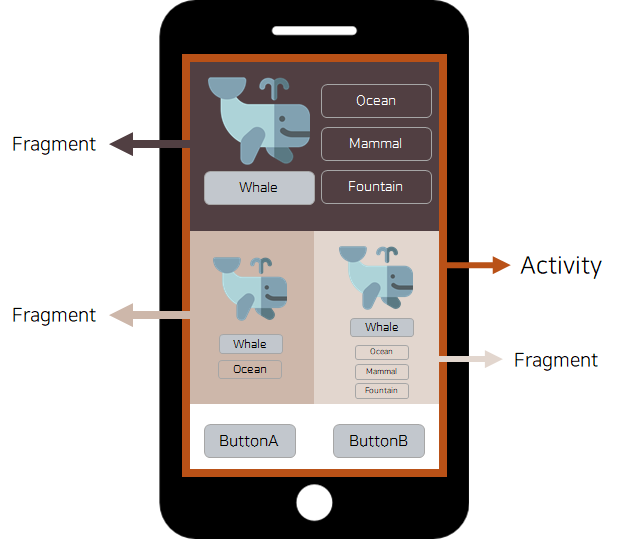 Ocean
Fragment
Mammal
Whale
Fountain
Activity
Fragment
Whale
Ocean
Whale
Ocean
Mammal
Fountain
Fragment
ButtonA
ButtonB